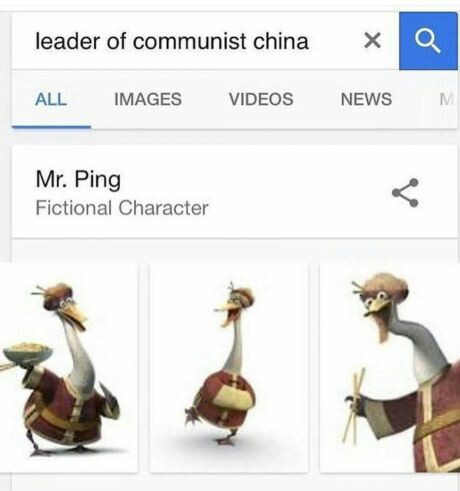 leader of communist china
ALL IMAGES VIDEOS NEWS M
Mr. Ping
Fictional Character